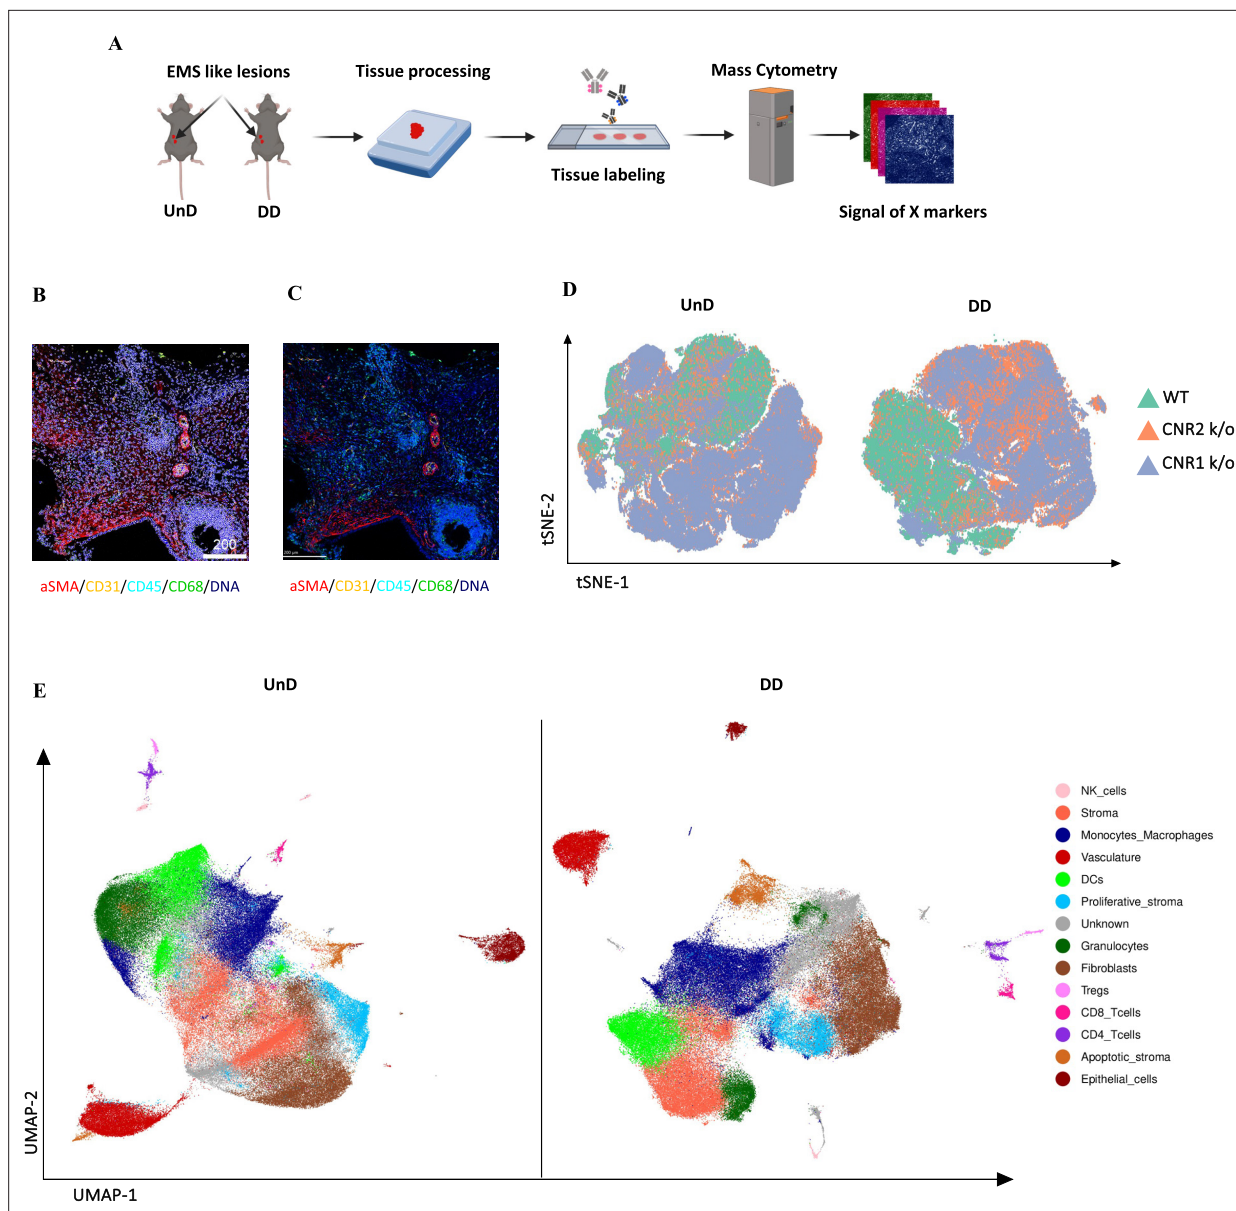 A
EMS like lesions
Tissue processing
Mass Cytometry
UnD
DD
Tissue labeling
Signal of X markers
B
C
D
UnD
DD
200
200 µm
aSMA/CD31/CD45/CD68/DNA
aSMA/CD31/CD45/CD68/DNA
WT
CNR2 k/o
CNR1 k/o
tSNE-2
tSNE-1
E
UnD
DD
NK_cells
Stroma
Monocytes_Macrophages
Vasculature
DCs
Proliferative_stroma
Unknown
Granulocytes
Fibroblasts
Tregs
CD8_Tcells
CD4_Tcells
Apoptotic_stroma
Epithelial_cells
UMAP-2
UMAP-1